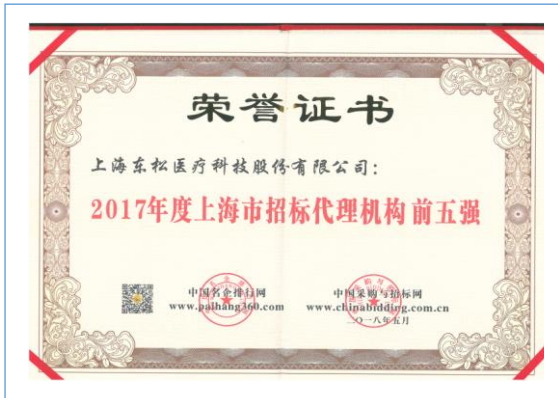 荣誉证书
上海东松医疗科技股份有限公司：
2017年度上海市招标代理机构前五强
中国名企排行网
www.paihang360.com
中国采购与招标网
www.chinabidding.com.cn
二〇一八年五月